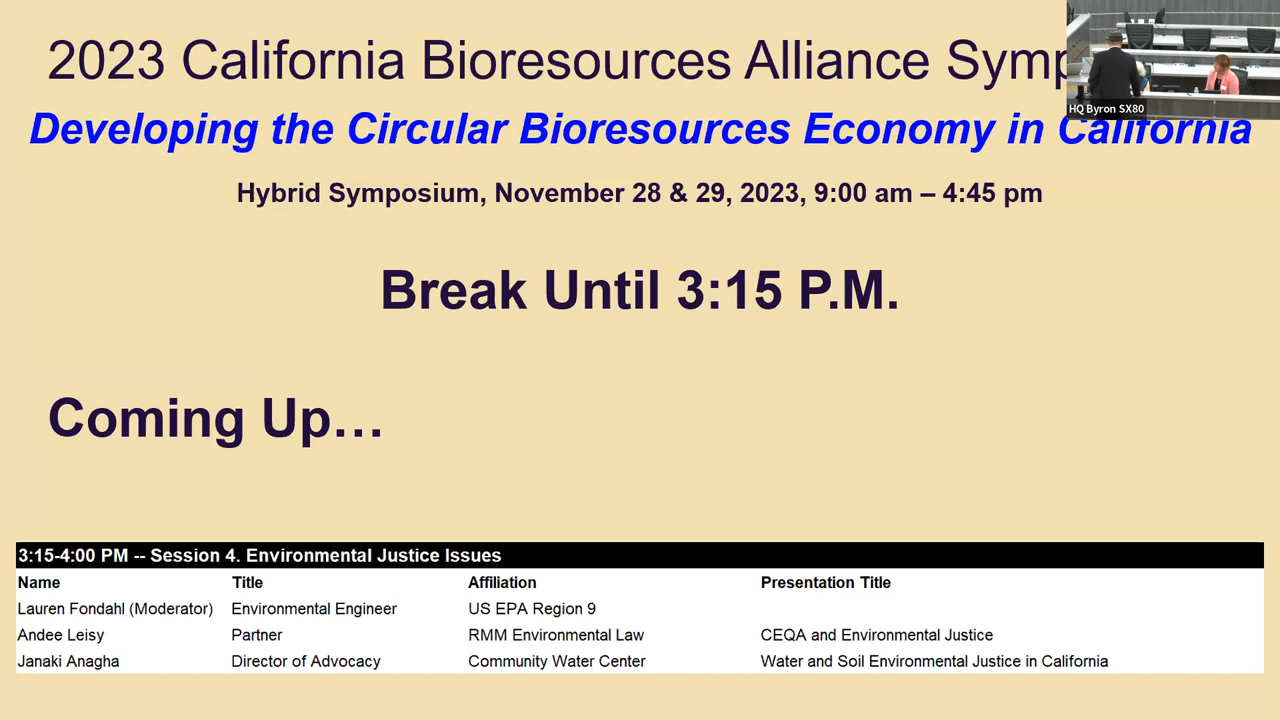 2023 California Bioresources Alliance Symp
HQ Byron SX80
Developing the Circular Bioresources Economy in California
Hybrid Symposium, November 28 & 29, 2023, 9:00 am – 4:45 pm
Break Until 3:15 P.M.
Coming Up…
3:15-4:00 PM -- Session 4. Environmental Justice Issues
Name Title Affiliation Presentation Title
Lauren Fondahl (Moderator) Environmental Engineer US EPA Region 9
Andee Leisy Partner RMM Environmental Law CEQA and Environmental Justice
Janaki Anagha Director of Advocacy Community Water Center Water and Soil Environmental Justice in California